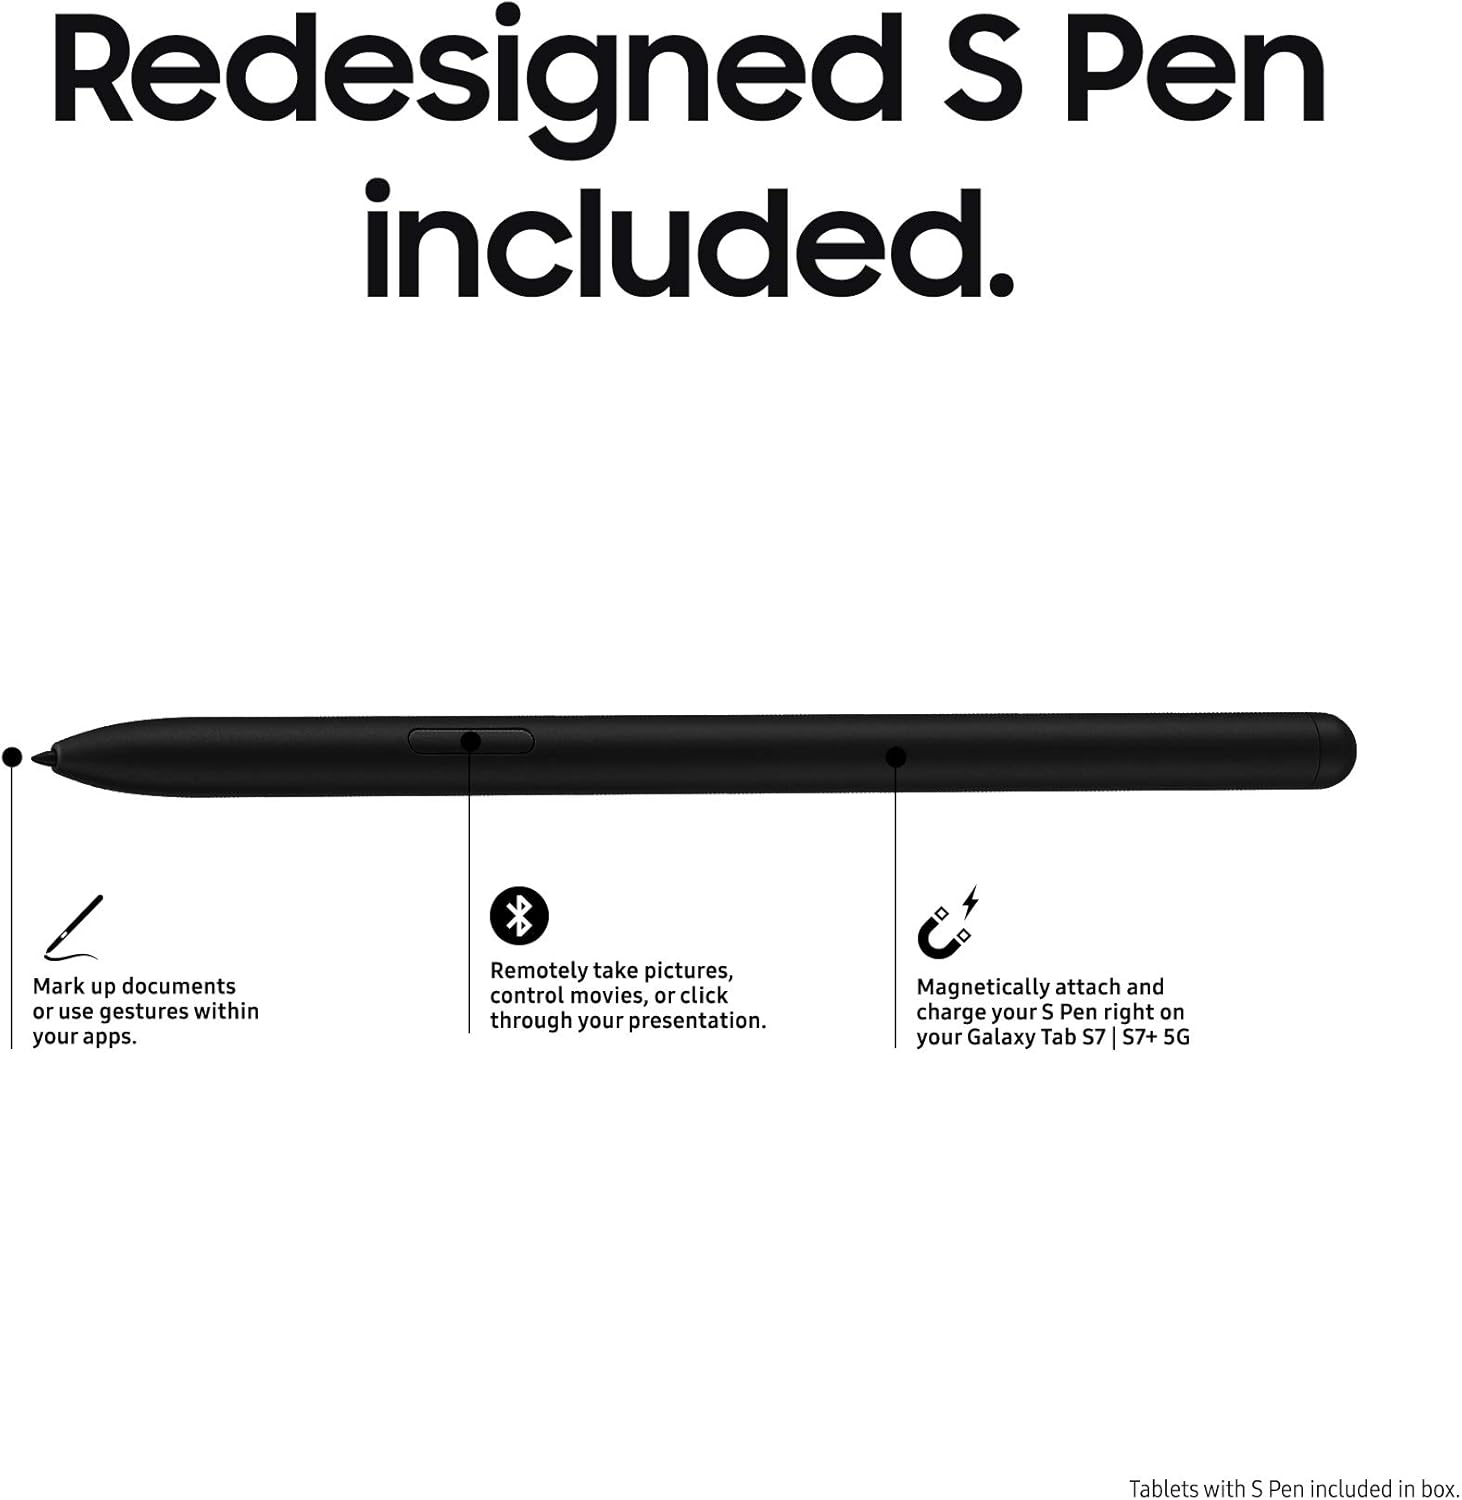 Redesigned S Pen
included.
Mark up documents
or use gestures within
your apps.
Remotely take pictures,
control movies, or click
through your presentation.
Magnetically attach and
charge your S Pen right on
your Galaxy Tab S7 | S7+ 5G
Tablets with S Pen included in box.